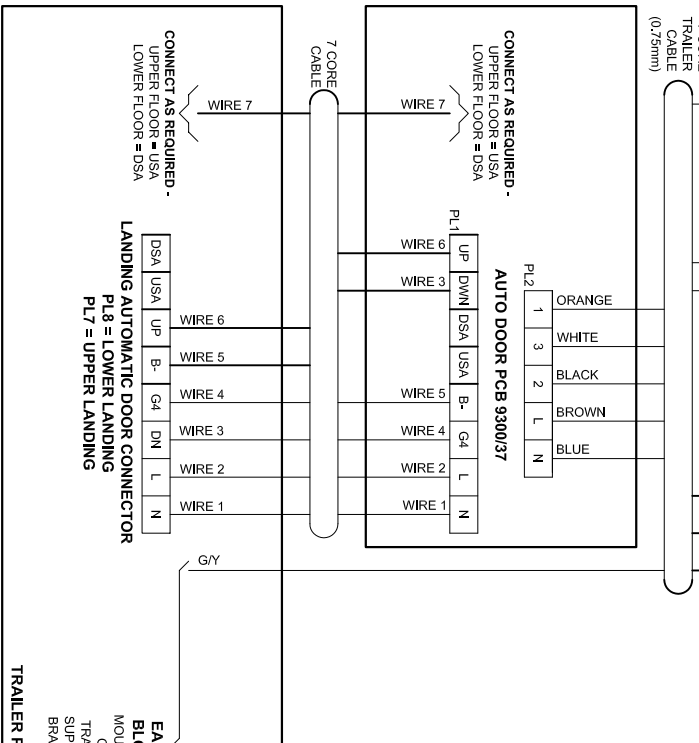 TRAILER
CABLE
(0.75mm)
7 CORE
CABLE
CONNECT AS REQUIRED -
UPPER FLOOR = USA
LOWER FLOOR = DSA
WIRE 7
CONNECT AS REQUIRED -
UPPER FLOOR = USA
LOWER FLOOR = DSA
WIRE 7
PL2
1
3
2
L
N
ORANGE
WHITE
BLACK
BROWN
BLUE
AUTO DOOR PCB 9300/37
PL1
UP
DWN
DSA
USA
B-
G4
L
N
WIRE 6
WIRE 3
WIRE 5
WIRE 4
WIRE 2
WIRE 1
DSA
USA
UP
B-
G4
DN
L
N
WIRE 6
WIRE 5
WIRE 4
WIRE 3
WIRE 2
WIRE 1
LANDING AUTOMATIC DOOR CONNECTOR
PL8 = LOWER LANDING
PL7 = UPPER LANDING
G/Y